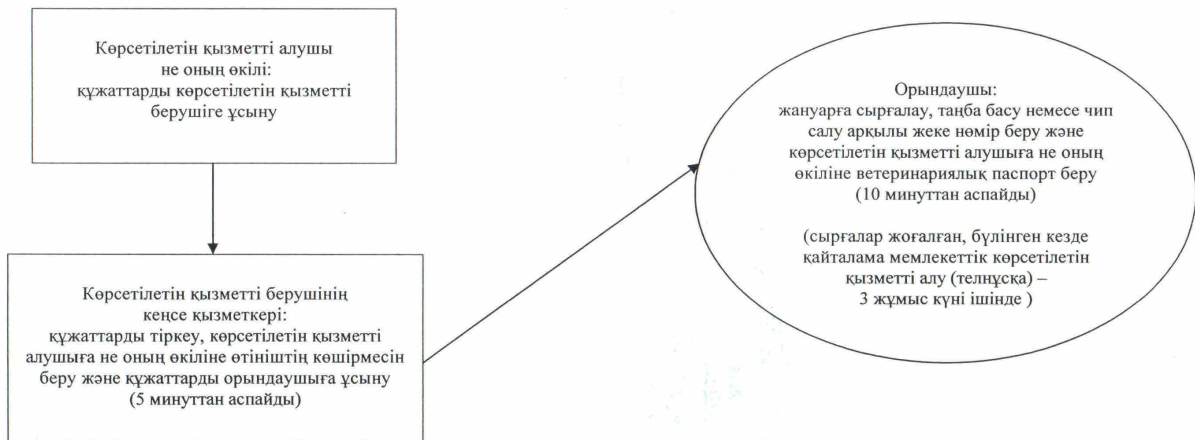 Көрсетілетін қызметті алушы
не оның өкілі:
құжаттарды көрсетілетін қызметті
берушіге ұсыну
Көрсетілетін қызметті берушінің
кеңсе қызметкері:
құжаттарды тіркеу, көрсетілетін қызметті
алушыға не оның өкіліне өтініштің көшірмесін
беру және құжаттарды орындаушыға ұсыну
(5 минуттан аспайды)
Орындаушы:
жануарға сырғалау, таңба басу немесе чип
салу арқылы жеке нөмір беру және
көрсетілетін қызметті алушыға не оның
өкіліне ветеринариялық паспорт беру
(10 минуттан аспайды)
(сырғалар жоғалған, бүлінген кезде
қайталама мемлекеттік көрсетілетін
қызметті алу (телнұсқа) –
3 жұмыс күні ішінде )